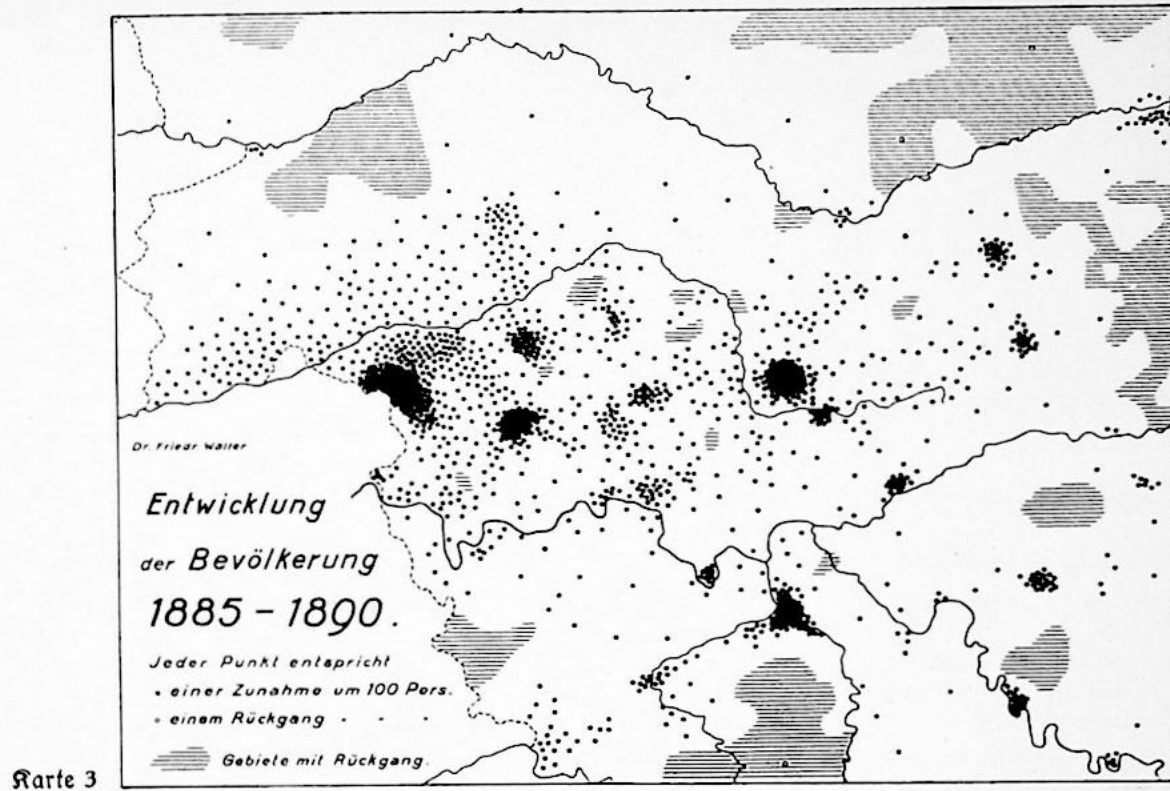 Dr. Friedr Walter
Entwicklung
der Bevölkerung
1885 - 1890.
Jeder Punkt entspricht
• einer Zunahme um 100 Pers.
▫ einem Rückgang - - -
Gebiete mit Rückgang.
Karte 3